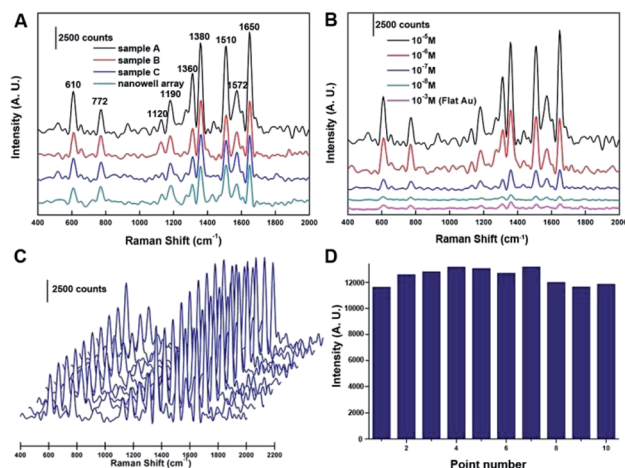 A
2500 counts
sample A
sample B
sample C
nanowell array
610
772
1120
1190
1360
1380
1510
1572
1650
Intensity (A. U.)
400 600 800 1000 1200 1400 1600 1800 2000
Raman Shift (cm⁻¹)
B
2500 counts
10⁻⁵M
10⁻⁶M
10⁻⁷M
10⁻⁸M
10⁻³M (Flat Au)
Intensity (A. U.)
400 600 800 1000 1200 1400 1600 1800 2000
Raman Shift (cm⁻¹)
C
2500 counts
400 600 800 1000 1200 1400 1600 1800 2000 2200
Raman Shift (cm⁻¹)
D
Intensity (A. U.)
12000
10000
8000
6000
4000
2000
0
2 4 6 8 10
Point number